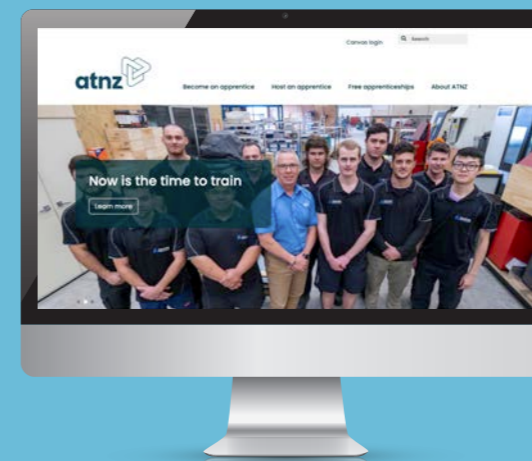 Canvas login
Search
atnz
Become an apprentice
Host an apprentice
Free apprenticeships
About ATNZ
Now is the time to train
Learn more